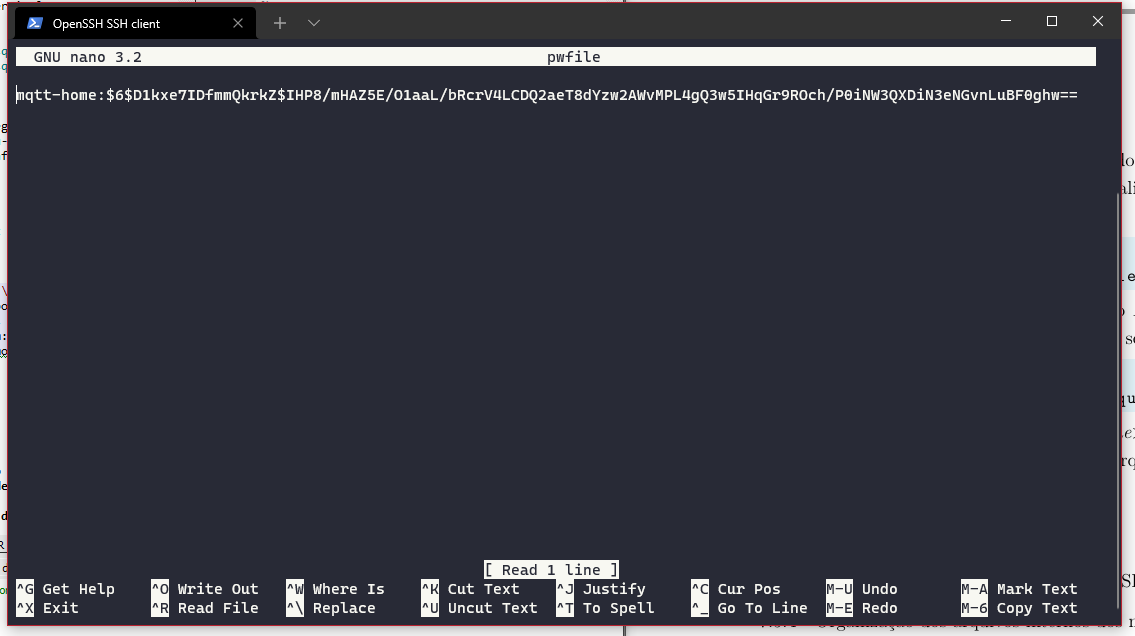 OpenSSH SSH client
GNU nano 3.2 pwfile
mqtt-home:$6$D1kxe7IDfmmQkrkZ$IHP8/mHAZ5E/O1aaL/bRcrV4LCDQ2aeT8dYzw2AWvMPL4gQ3w5IHqGr9ROch/P0iNW3QXDiN3eNGvnLuBF0ghw==
[ Read 1 line ]
^G Get Help ^O Write Out ^W Where Is ^K Cut Text ^J Justify ^C Cur Pos M-U Undo M-A Mark Text
^X Exit ^R Read File ^\ Replace ^U Uncut Text ^T To Spell ^_ Go To Line M-E Redo M-6 Copy Text